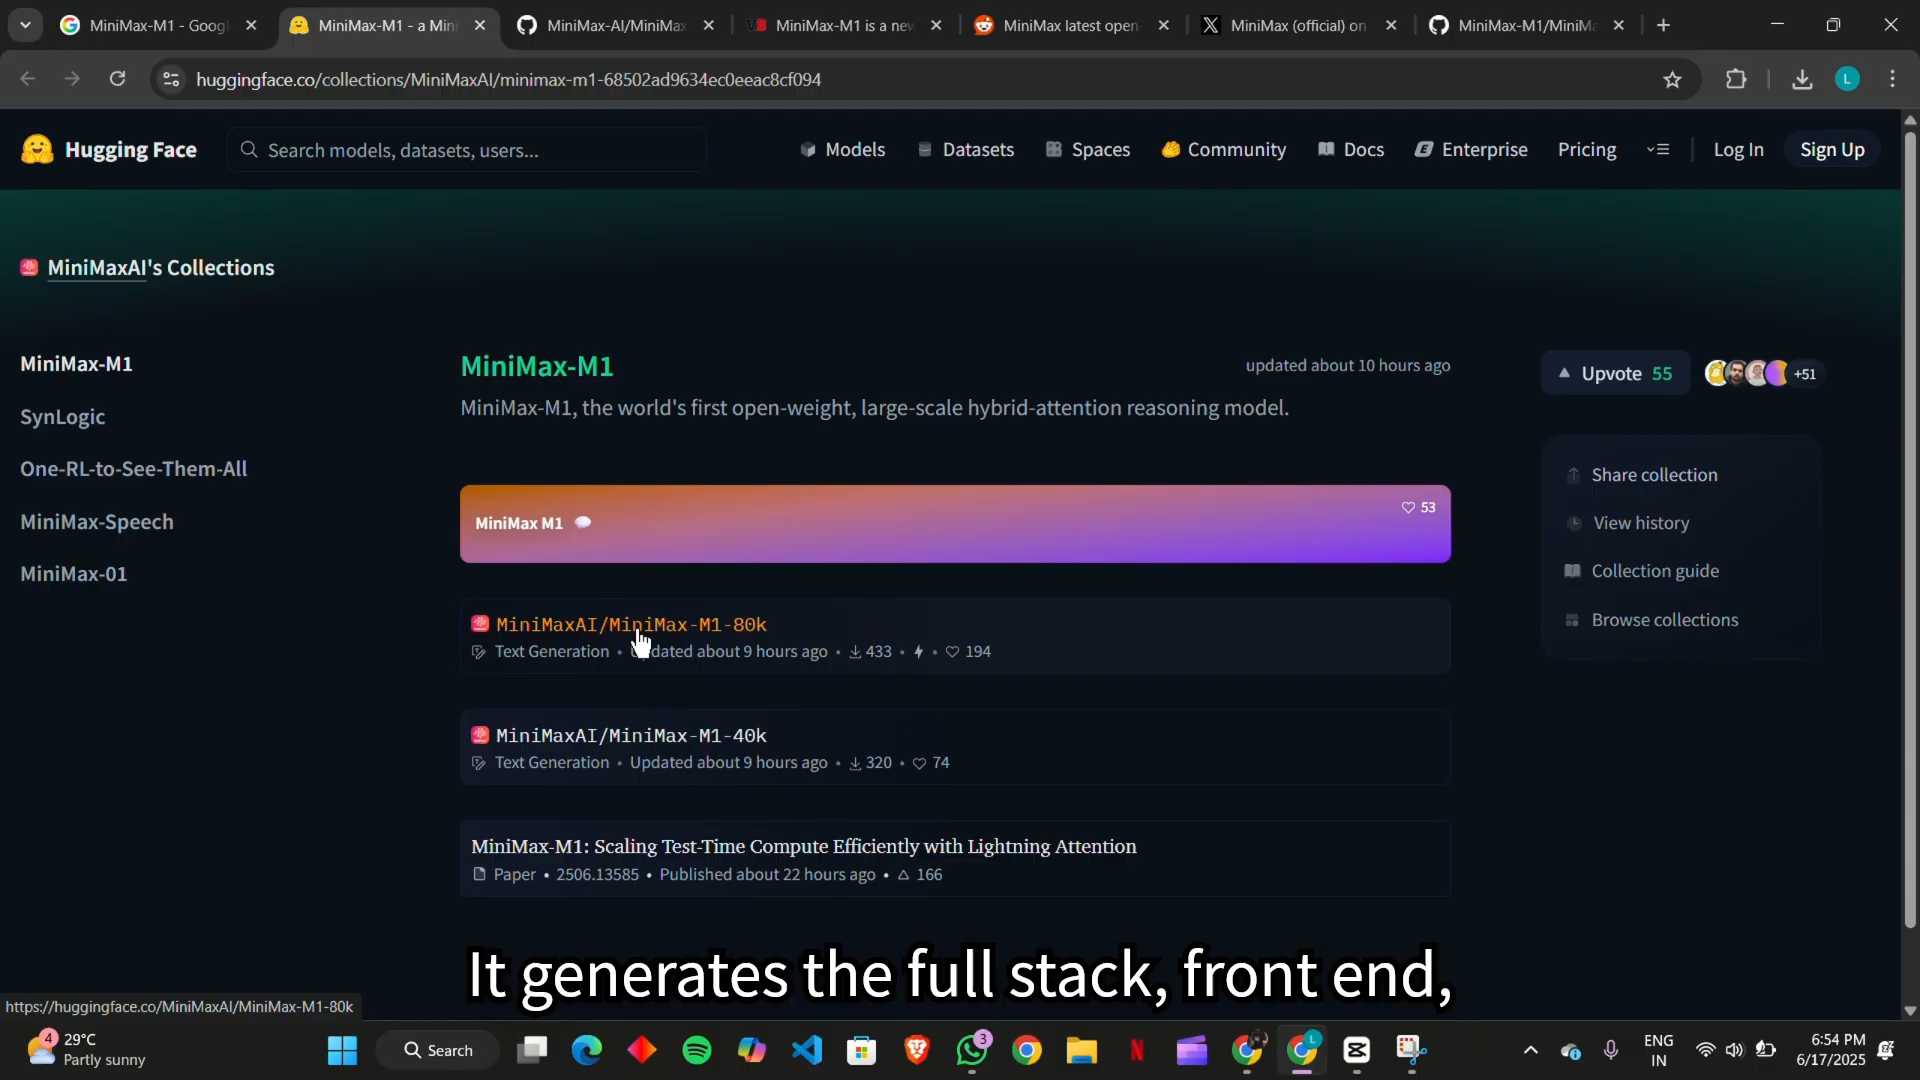 MiniMax-M1 - Goog
MiniMax-M1 - a Mini
MiniMax-AI/MiniMax
MiniMax-M1 is a new
MiniMax latest open-
MiniMax (official) on
MiniMax-M1/MiniMa
huggingface.co/collections/MiniMaxAI/minimax-m1-68502ad9634ec0eeac8cf094
L
Hugging Face
Search models, datasets, users...
Models
Datasets
Spaces
Community
Docs
Enterprise
Pricing
Log In
Sign Up
MiniMaxAI's Collections
MiniMax-M1
SynLogic
One-RL-to-See-Them-All
MiniMax-Speech
MiniMax-01
MiniMax-M1
updated about 10 hours ago
MiniMax-M1, the world's first open-weight, large-scale hybrid-attention reasoning model.
Upvote 55
+51
Share collection
View history
Collection guide
Browse collections
MiniMax M1
53
MiniMaxAI/MiniMax-M1-80k
Text Generation • Updated about 9 hours ago • 433 • • 194
MiniMaxAI/MiniMax-M1-40k
Text Generation • Updated about 9 hours ago • 320 • 74
MiniMax-M1: Scaling Test-Time Compute Efficiently with Lightning Attention
Paper • 2506.13585 • Published about 22 hours ago • 166
It generates the full stack, front end,
https://huggingface.co/MiniMaxAI/MiniMax-M1-80k
4
29°C
Partly sunny
Search
3
L
ENG
IN
6:54 PM
6/17/2025